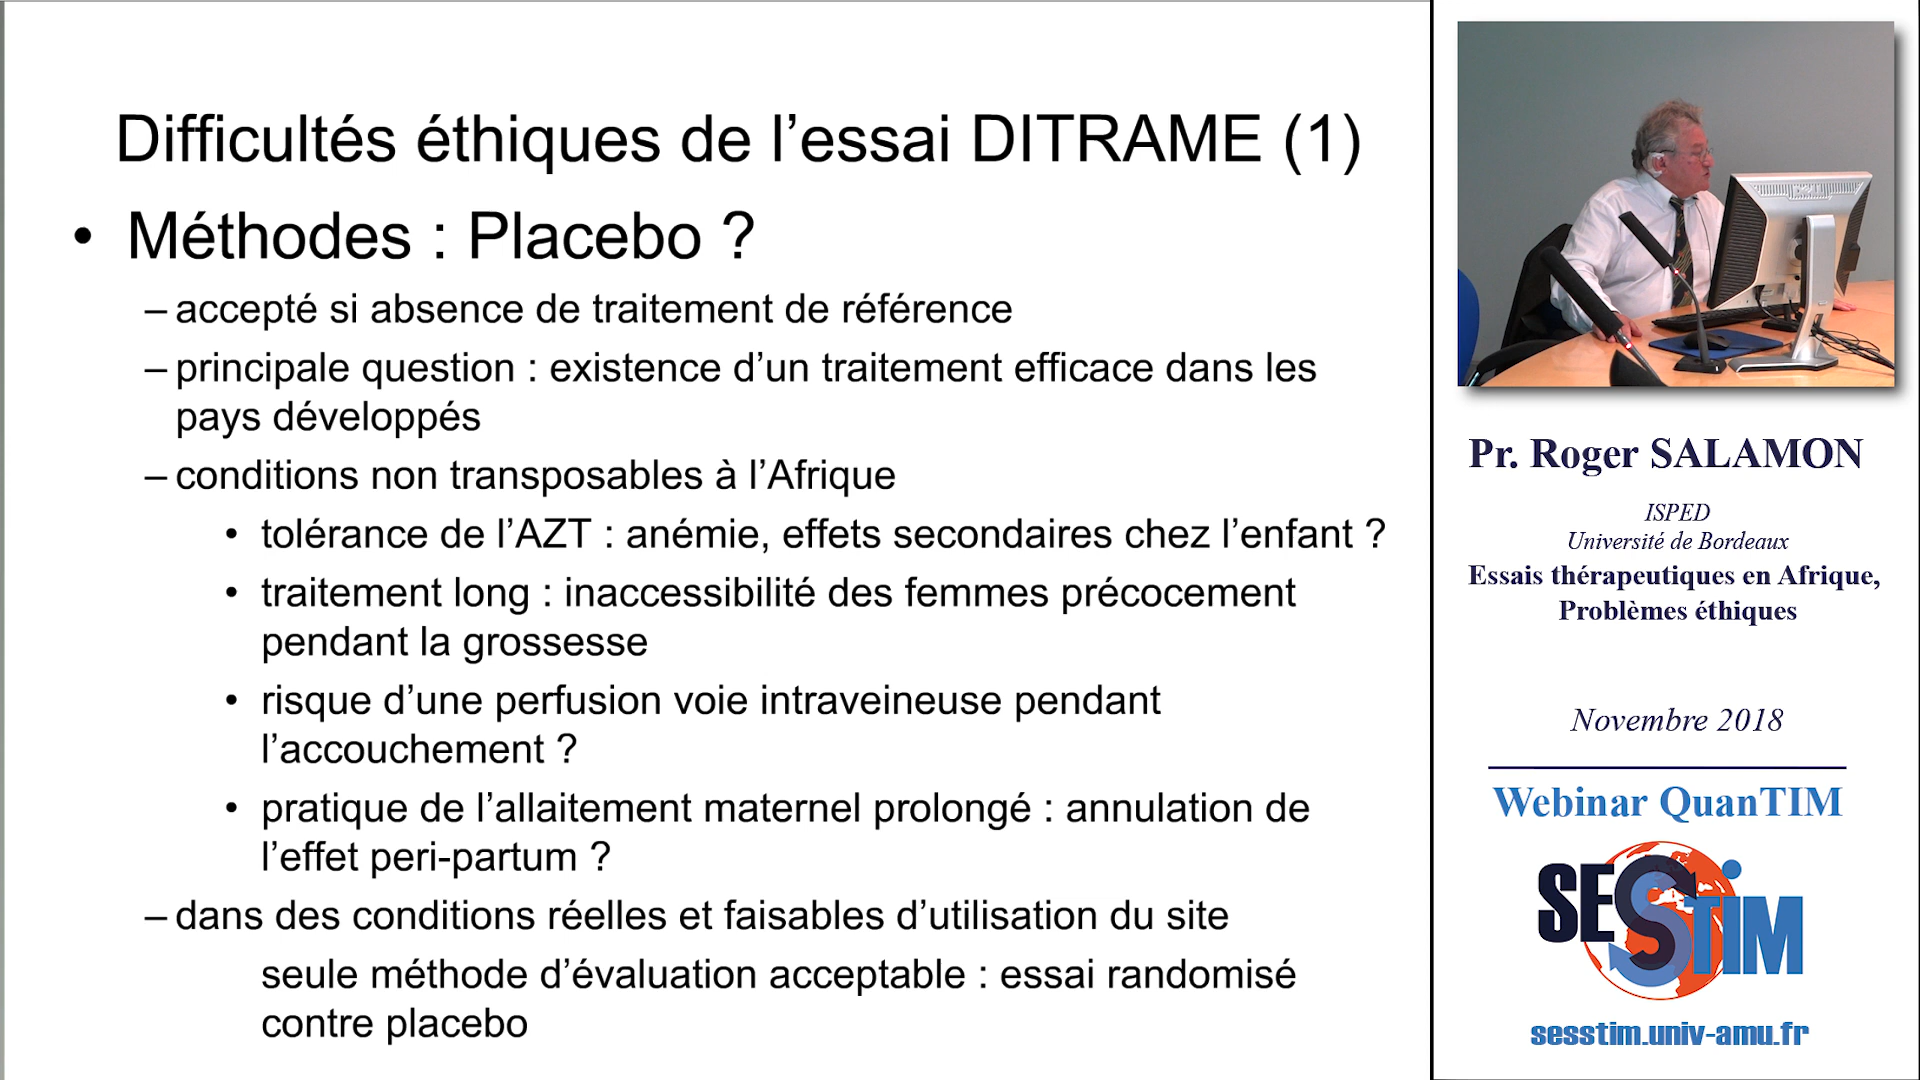 Difficultés éthiques de l’essai DITRAME (1)
• Méthodes : Placebo ?
– accepté si absence de traitement de référence
– principale question : existence d’un traitement efficace dans les
pays développés
– conditions non transposables à l’Afrique
• tolérance de l’AZT : anémie, effets secondaires chez l’enfant ?
• traitement long : inaccessibilité des femmes précocement
pendant la grossesse
• risque d’une perfusion voie intraveineuse pendant
l’accouchement ?
• pratique de l’allaitement maternel prolongé : annulation de
l’effet peri-partum ?
– dans des conditions réelles et faisables d’utilisation du site
seule méthode d’évaluation acceptable : essai randomisé
contre placebo
Pr. Roger SALAMON
ISPED
Université de Bordeaux
Essais thérapeutiques en Afrique,
Problèmes éthiques
Novembre 2018
Webinar QuanTIM
SESSTIM
sesstim.univ-amu.fr